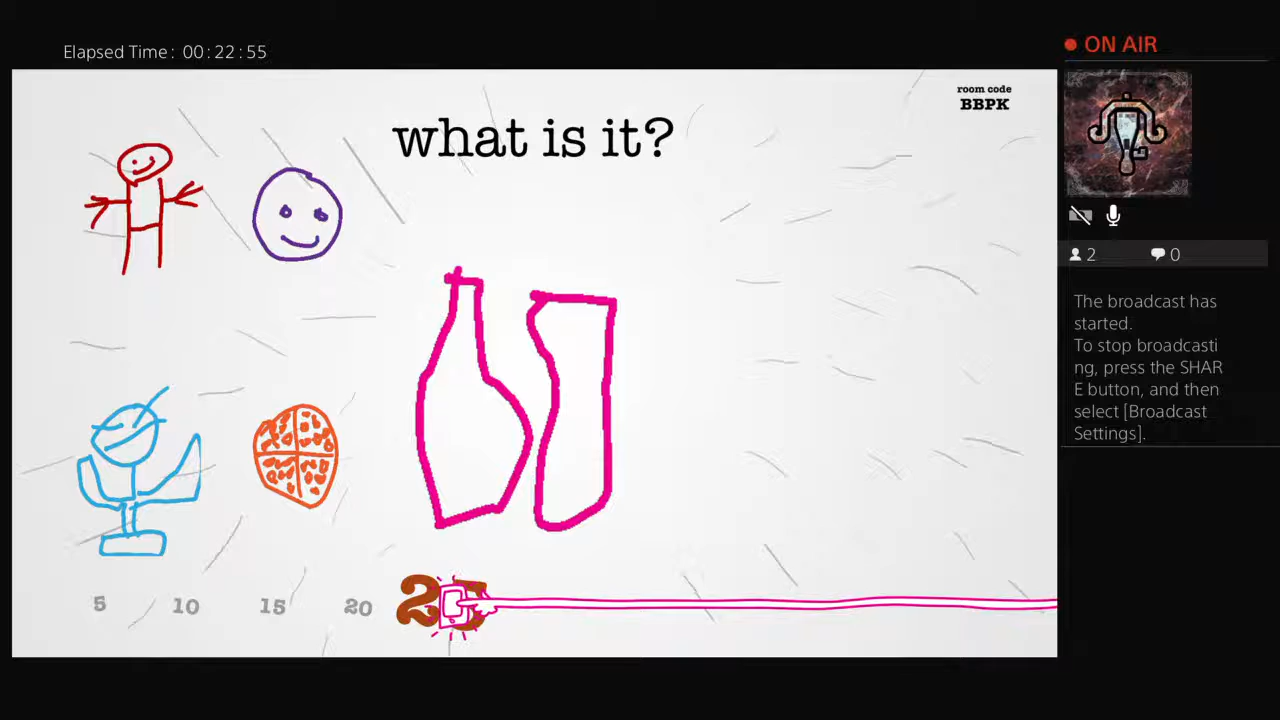 Elapsed Time: 00:22:55
ON AIR
room code
BBPK
what is it?
2
0
The broadcast has
started.
To stop broadcasti
ng, press the SHAR
E button, and then
select [Broadcast
Settings].
5 10 15 20 25